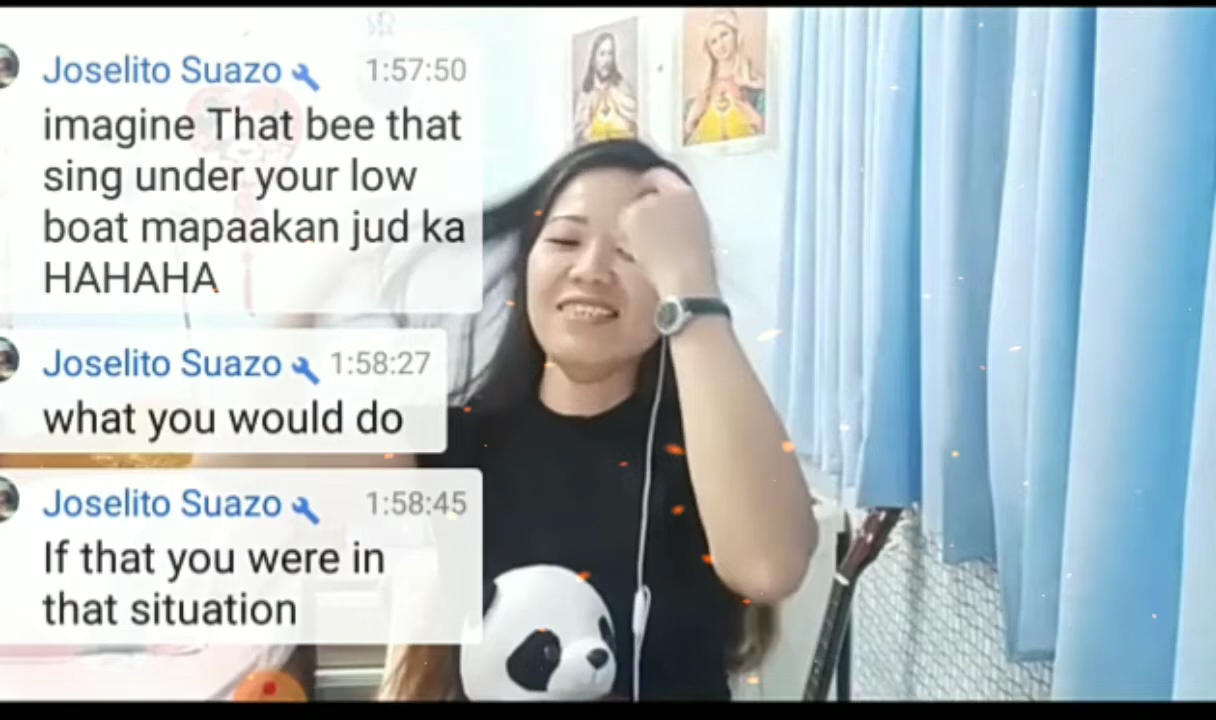 Joselito Suazo 1:57:50
imagine That bee that
sing under your low
boat mapaakan jud ka
HAHAHA
Joselito Suazo 1:58:27
what you would do
Joselito Suazo 1:58:45
If that you were in
that situation